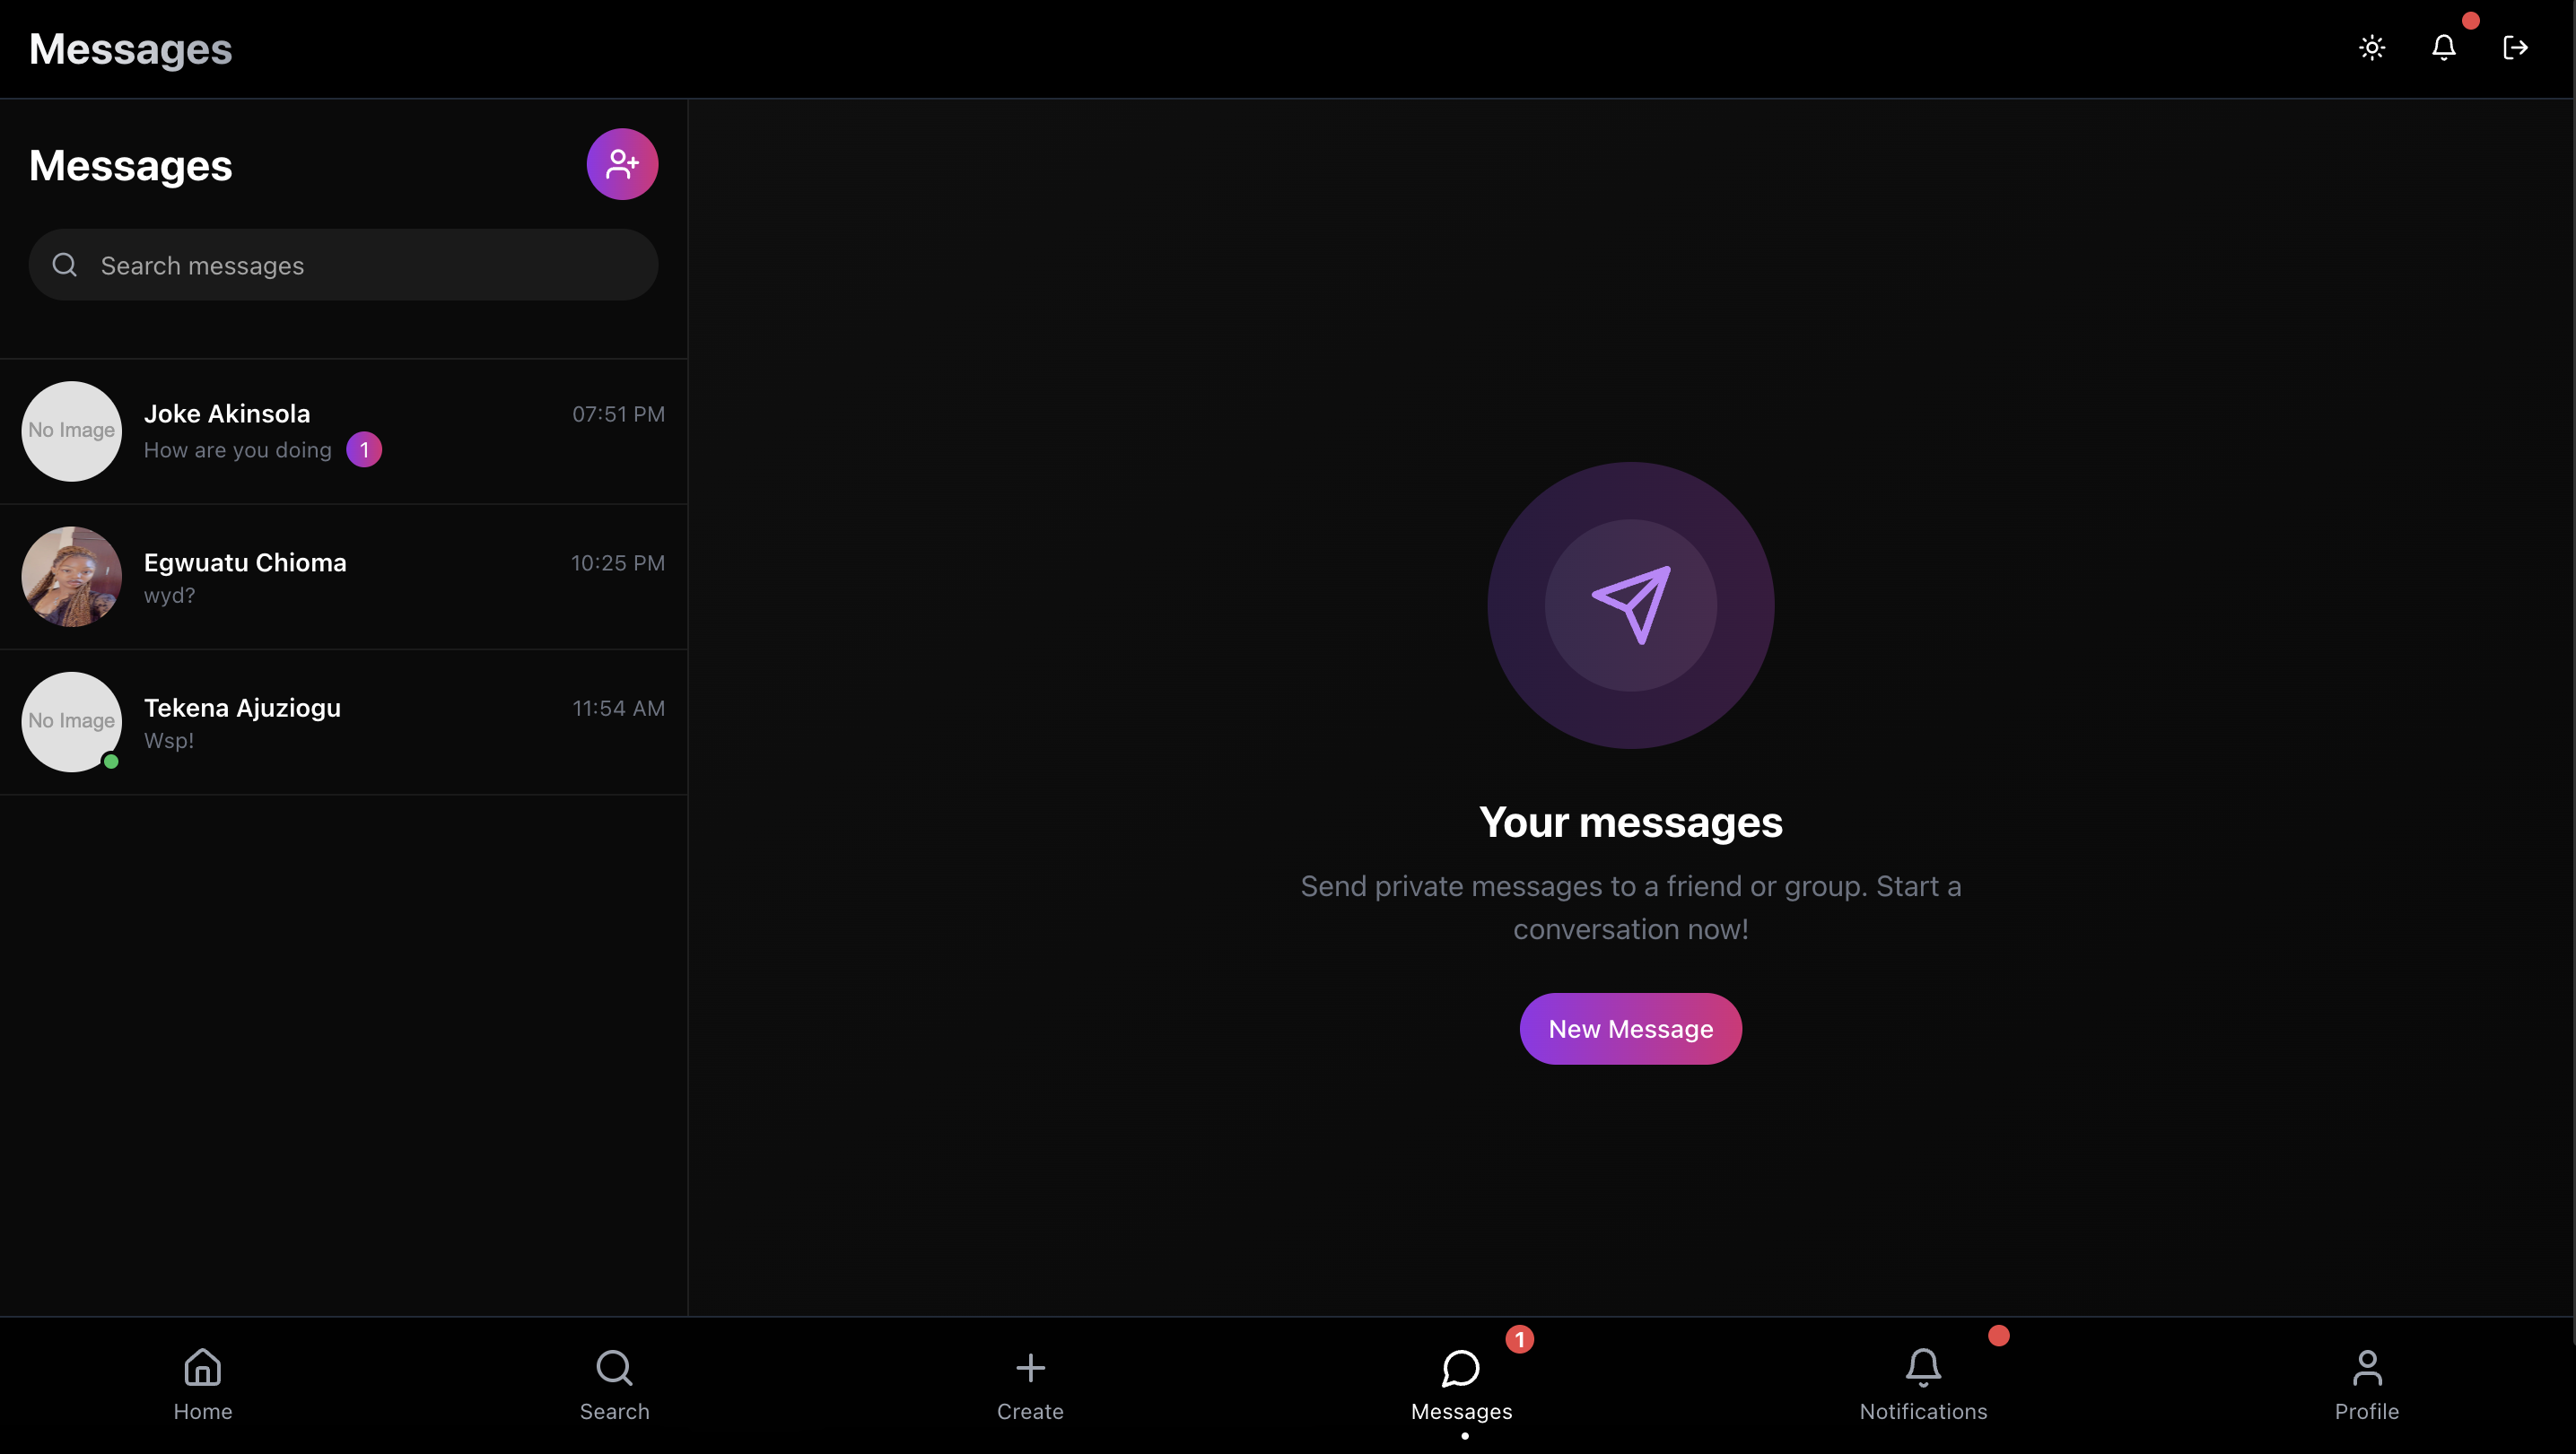 Messages
Messages
Search messages
No Image
Joke Akinsola
07:51 PM
How are you doing
1
Egwuatu Chioma
10:25 PM
wyd?
No Image
Tekena Ajuziogu
11:54 AM
Wsp!
Your messages
Send private messages to a friend or group. Start a
conversation now!
New Message
Home
Search
Create
1
Messages
Notifications
Profile